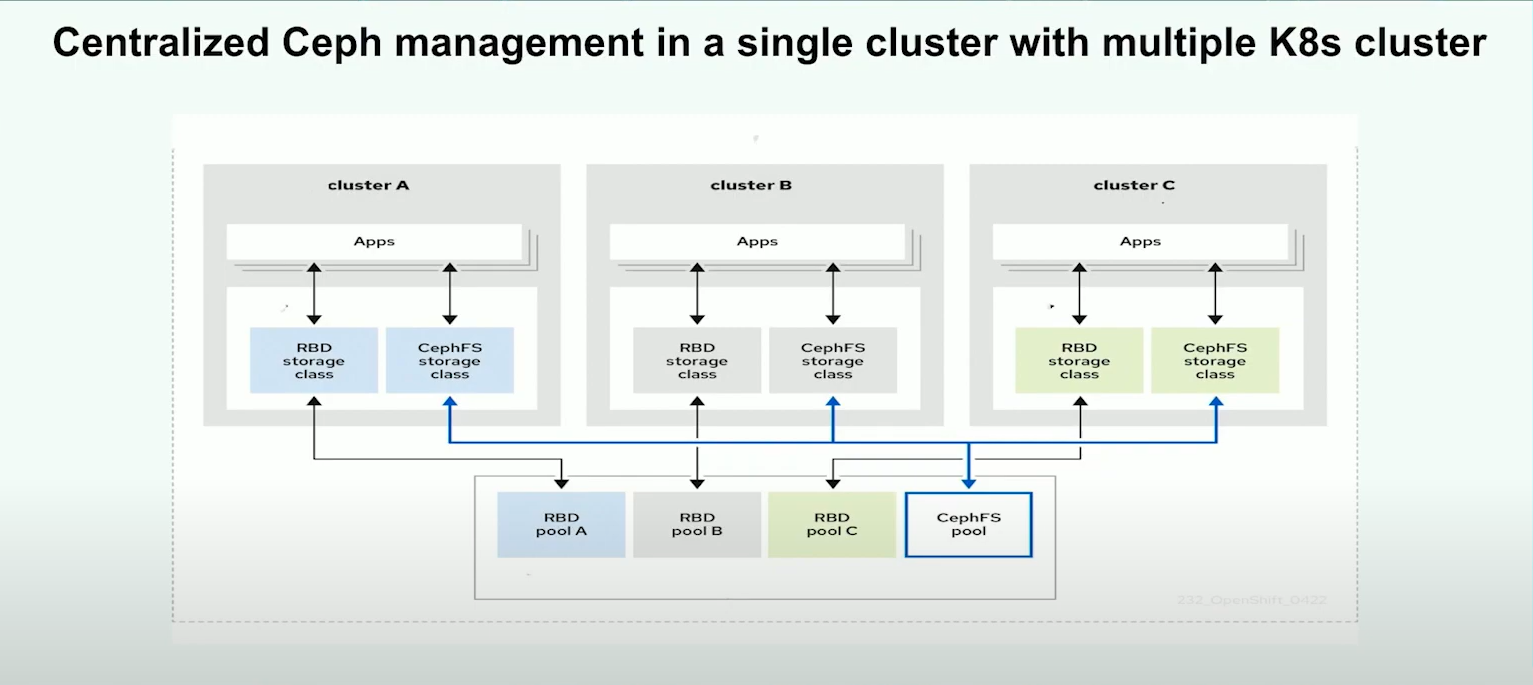 Centralized Ceph management in a single cluster with multiple K8s cluster
cluster A
cluster B
cluster C
Apps
Apps
Apps
RBD
storage
class
CephFS
storage
class
RBD
storage
class
CephFS
storage
class
RBD
storage
class
CephFS
storage
class
RBD
pool A
RBD
pool B
RBD
pool C
CephFS
pool
232_OpenShift_0422